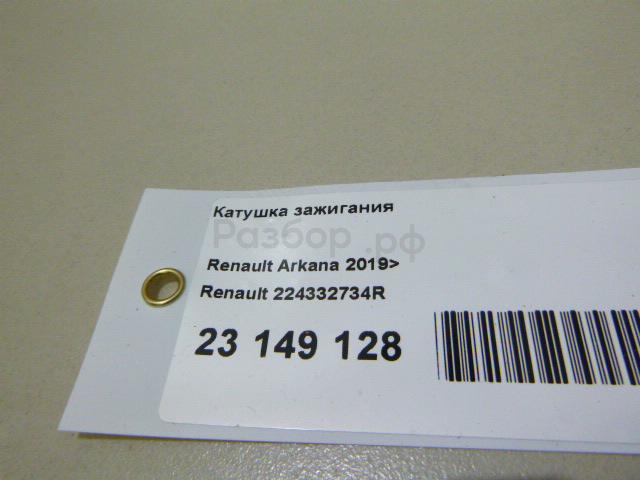 Катушка зажигания
Разбор.рф
Renault Arkana 2019>
Renault 224332734R
23 149 128